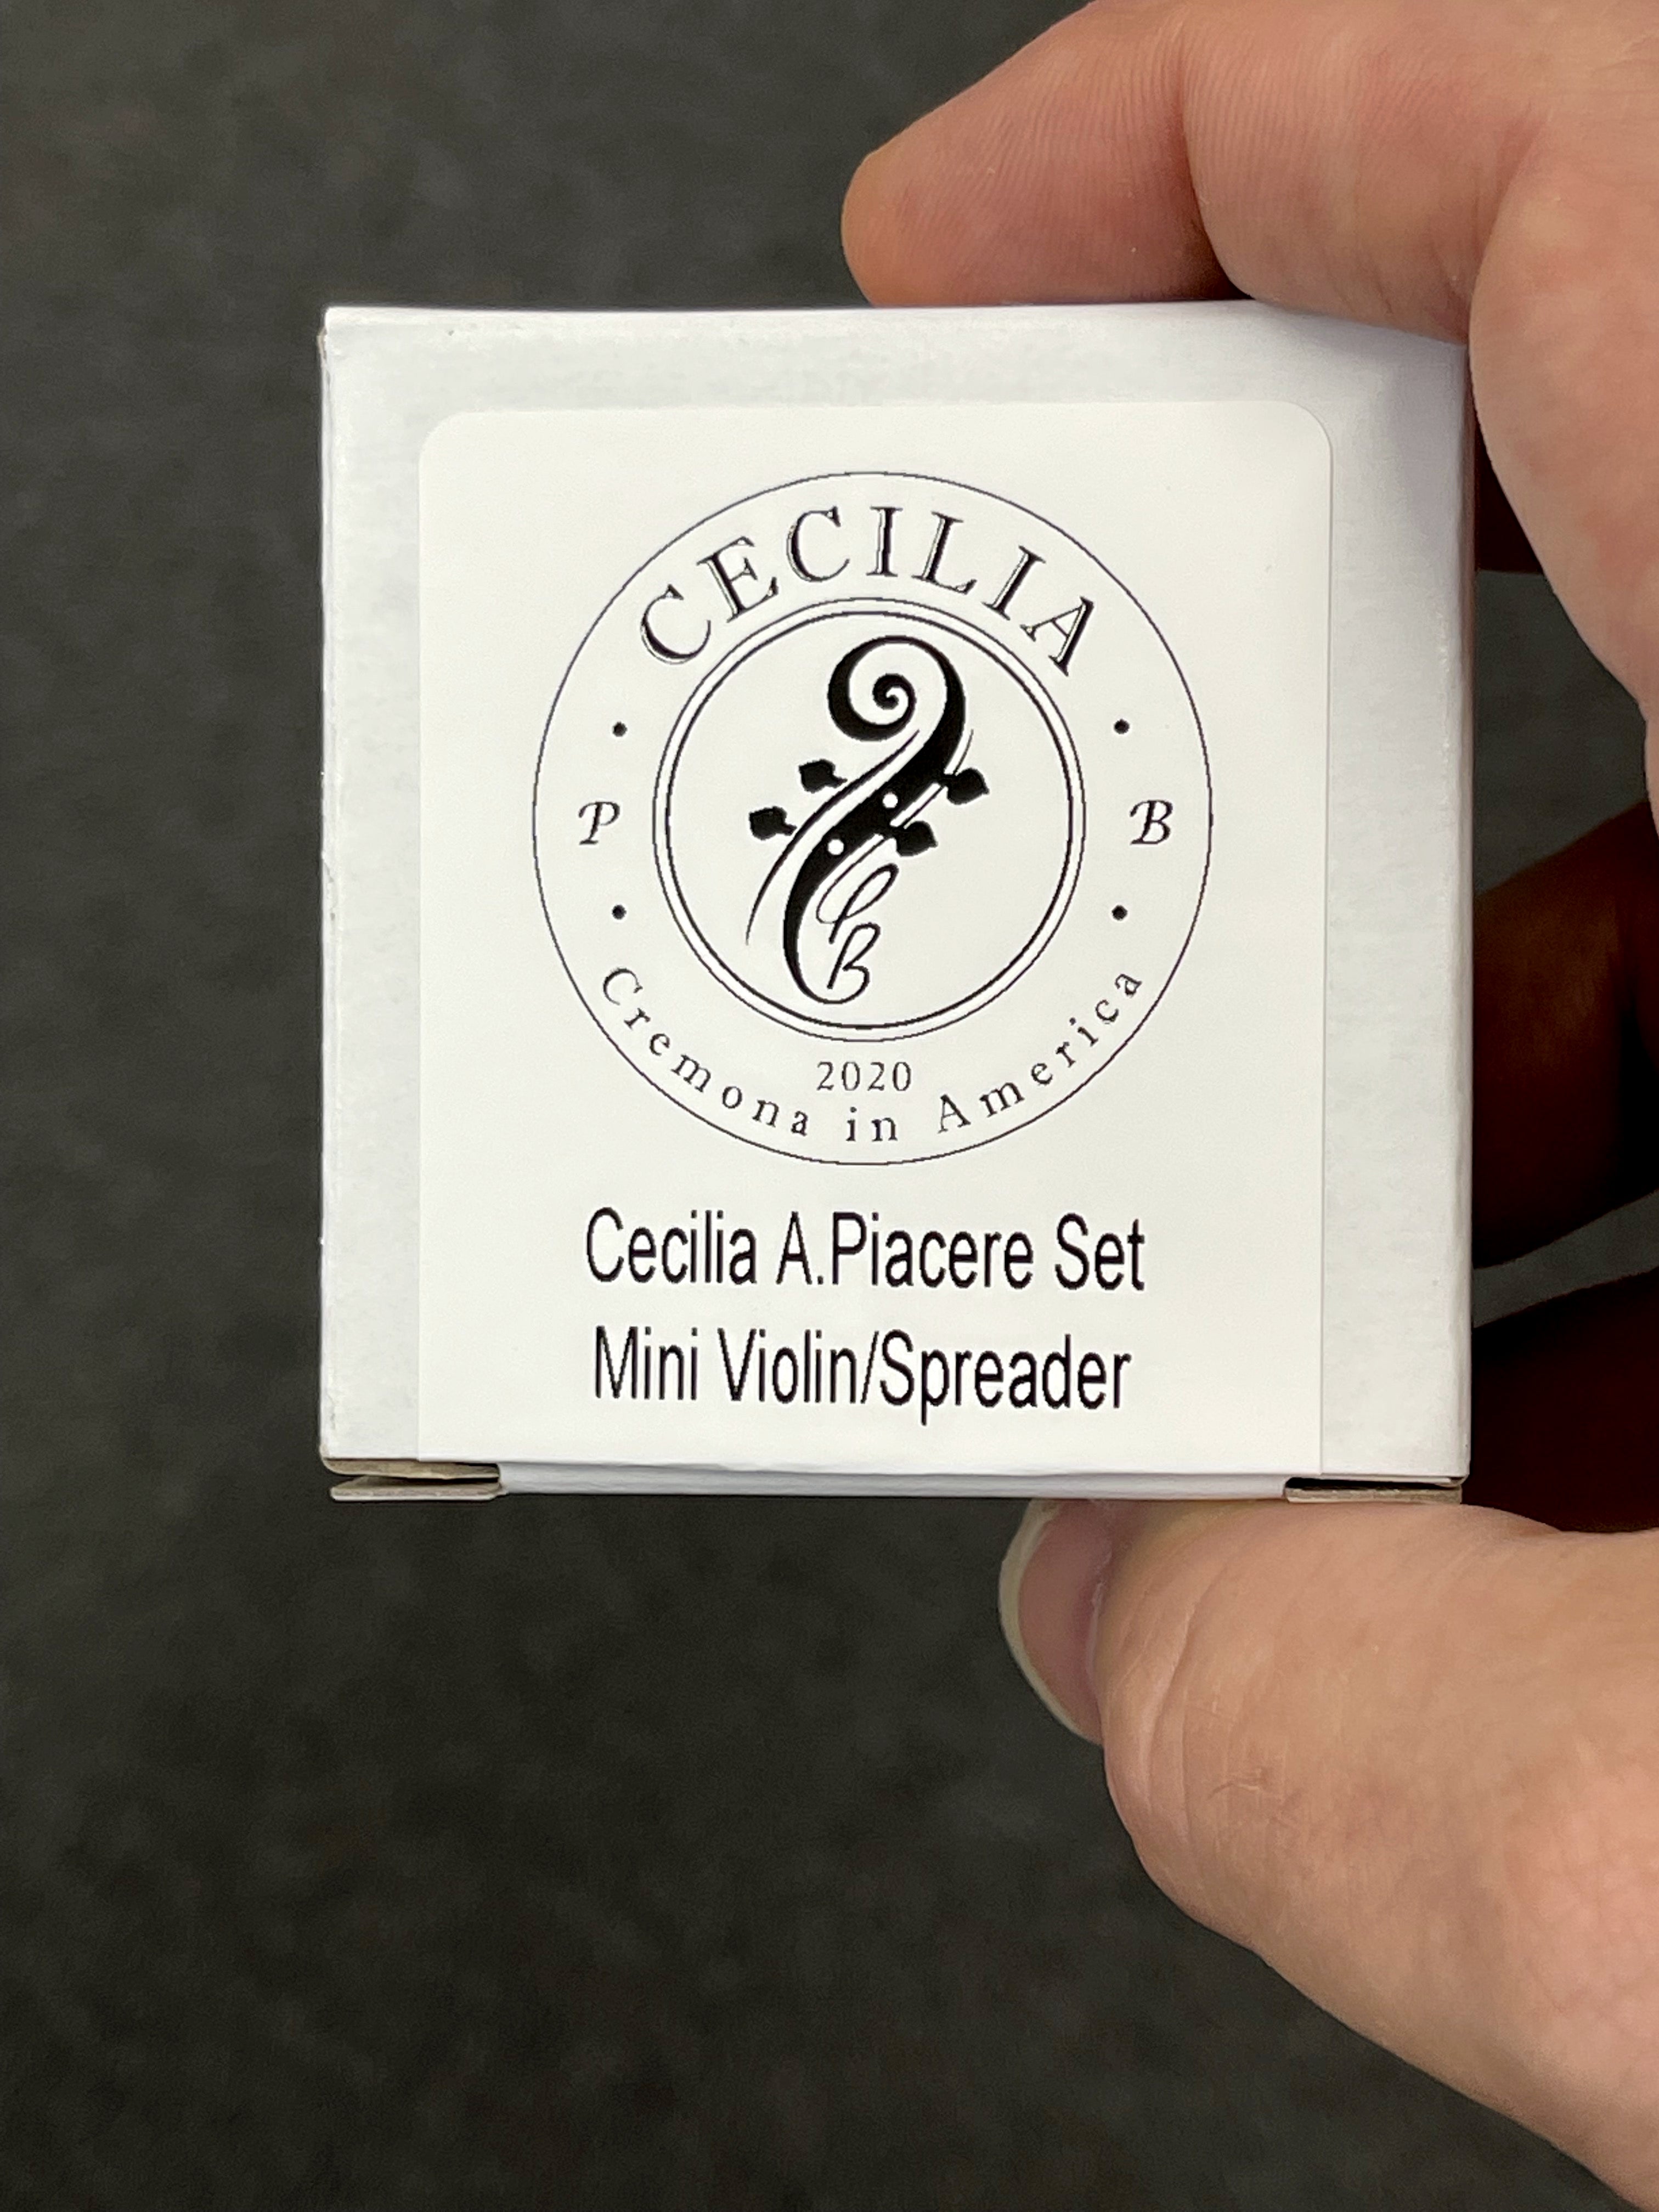 CECILIA
P
B
B
2020
Cremona in America
Cecilia A.Piacere Set
Mini Violin/Spreader